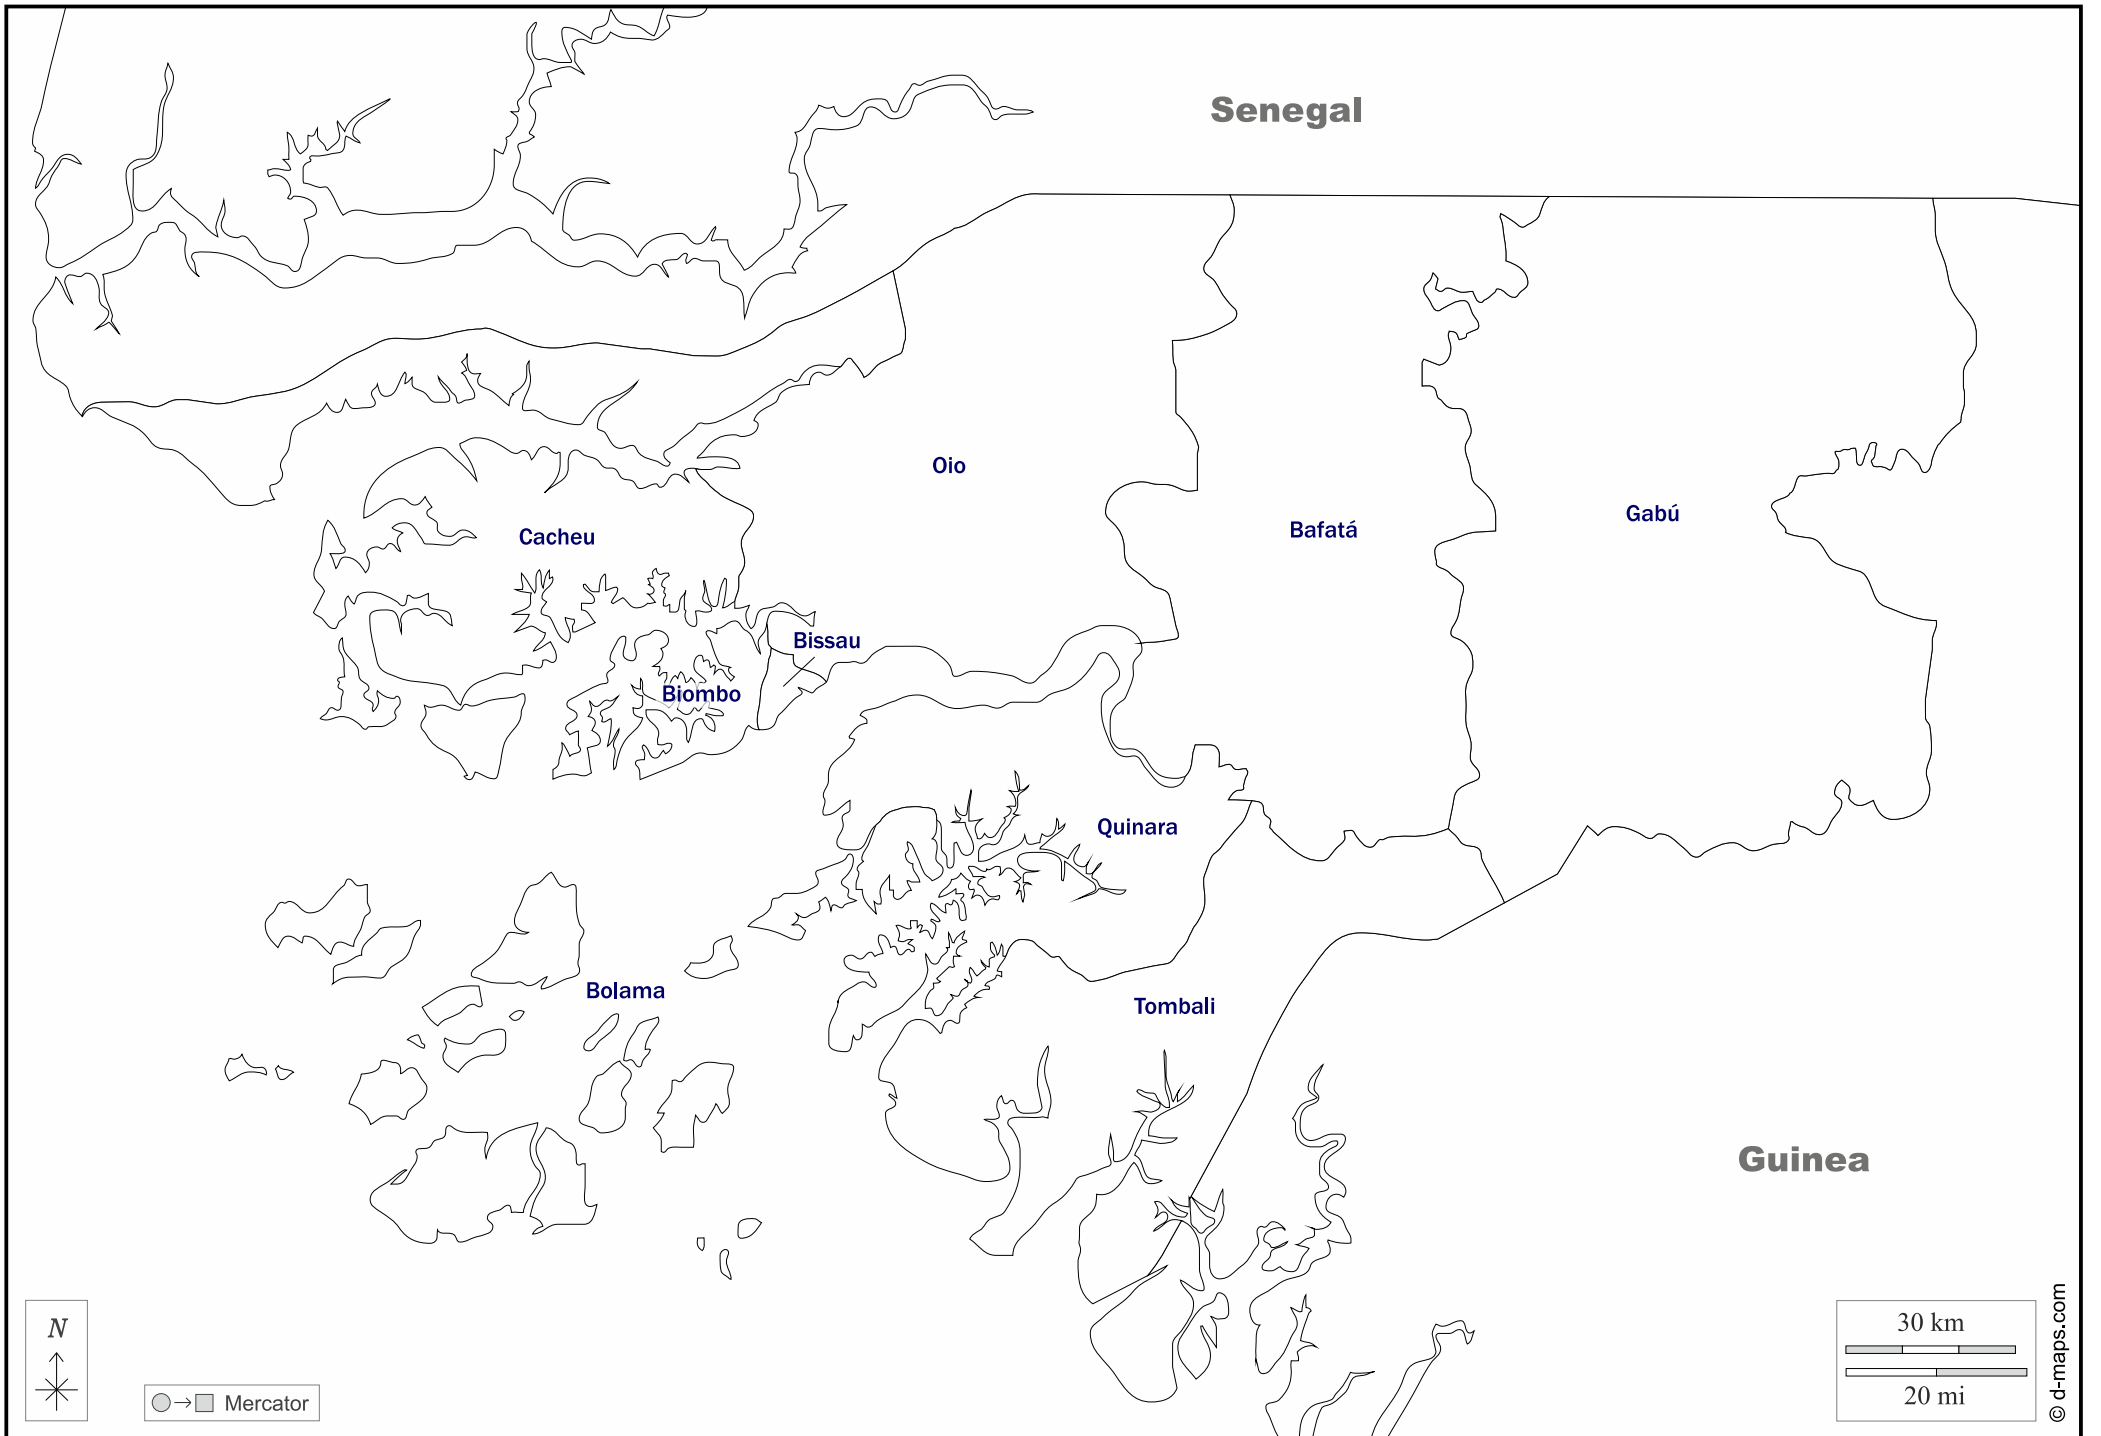 Senegal
Oio
Gabú
Bafatá
Cacheu
Bissau
Biombo
Quinara
Bolama
Tombali
Guinea
N
Mercator
30 km
20 mi
© d-maps.com